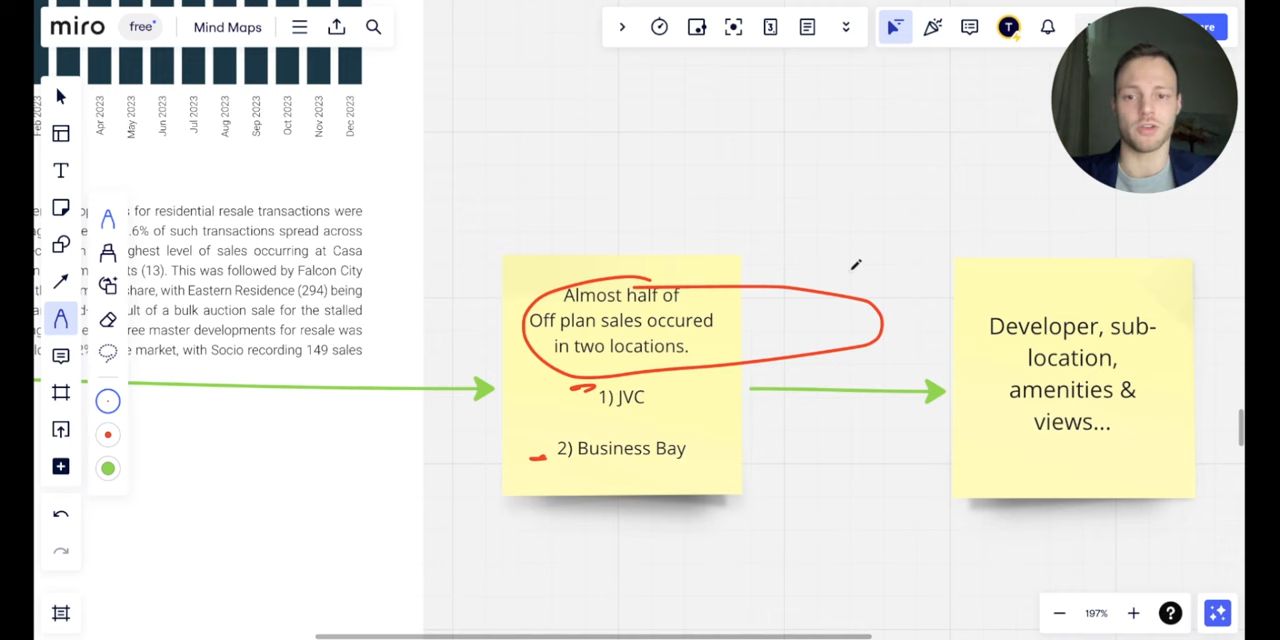 miro free Mind Maps
3
T
re
Feb 2023
Apr 2023
May 2023
Jun 2023
Jul 2023
Aug 2023
Sep 2023
Oct 2023
Nov 2023
Dec 2023
T
for residential resale transactions were
.6% of such transactions spread across
ghest level of sales occurring at Casa
ts (13). This was followed by Falcon City
share, with Eastern Residence (294) being
ult of a bulk auction sale for the stalled
ree master developments for resale was
2% e market, with Socio recording 149 sales
Almost half of
Off plan sales occured
in two locations.
1) JVC
2) Business Bay
Developer, sub-
location,
amenities &
views...
197%
?